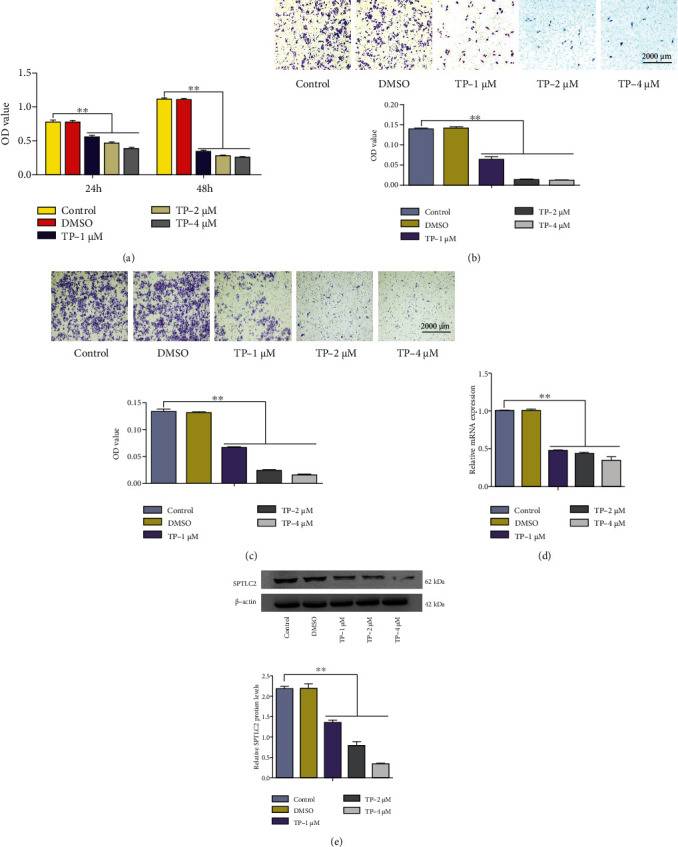 1.5
1.0
0.5
0.0
OD value
**
**
24h
48h
Control
DMSO
TP–1 μM
TP–2 μM
TP–4 μM
(a)
2000 μm
Control DMSO TP–1 μM TP–2 μM TP–4 μM
0.20
0.15
0.10
0.05
0.00
OD value
**
Control
DMSO
TP–1 μM
TP–2 μM
TP–4 μM
(b)
2000 μm
Control DMSO TP–1 μM TP–2 μM TP–4 μM
0.15
0.10
0.05
0.00
OD value
**
Control
DMSO
TP–1 μM
TP–2 μM
TP–4 μM
(c)
1.5
1.0
0.5
0.0
Relative mRNA expression
**
Control
DMSO
TP–1 μM
TP–2 μM
TP–4 μM
(d)
SPTLC2 62 kDa
β–actin 42 kDa
Control
DMSO
TP–1 μM
TP–2 μM
TP–4 μM
2.5
2.0
1.5
1.0
0.5
0.0
Relative SPTLC2 protian levels
**
Control
DMSO
TP–1 μM
TP–2 μM
TP–4 μM
(e)